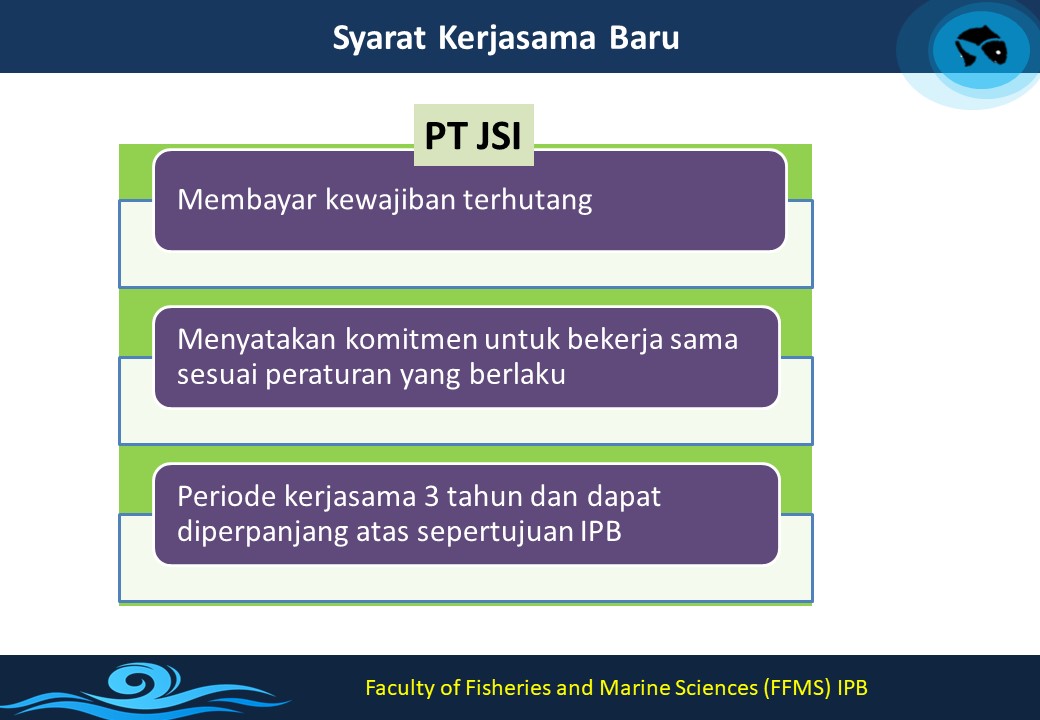 Syarat Kerjasama Baru
PT JSI
Membayar kewajiban terhutang
Menyatakan komitmen untuk bekerja sama
sesuai peraturan yang berlaku
Periode kerjasama 3 tahun dan dapat
diperpanjang atas sepertujuan IPB
Faculty of Fisheries and Marine Sciences (FFMS) IPB